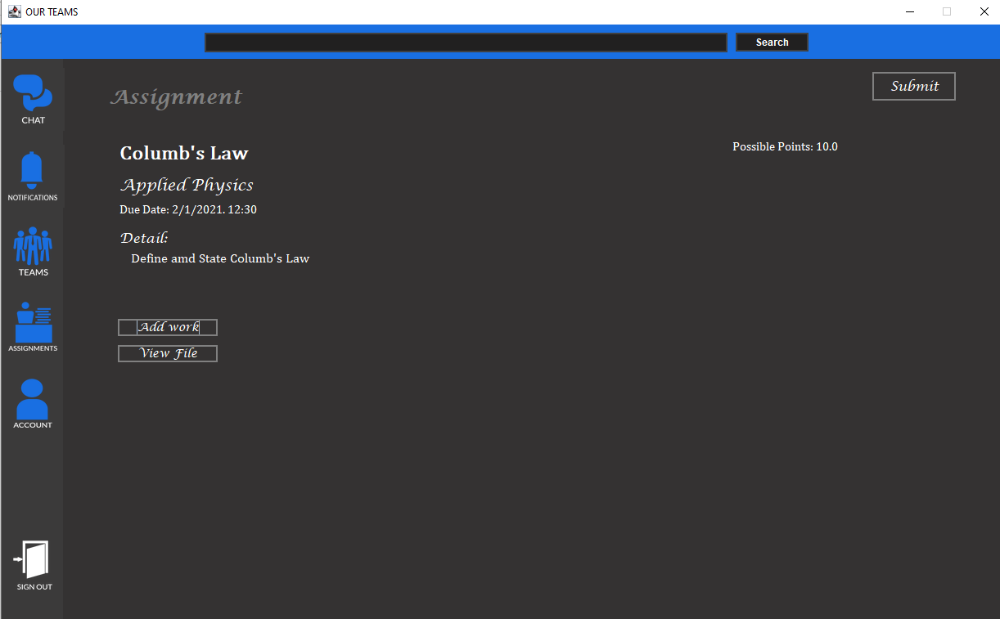 OUR TEAMS
Search
CHAT
NOTIFICATIONS
TEAMS
ASSIGNMENTS
ACCOUNT
SIGN OUT
Assignment
Submit
Columb's Law
Possible Points: 10.0
Applied Physics
Due Date: 2/1/2021. 12:30
Detail:
Define amd State Columb's Law
Add work
View File